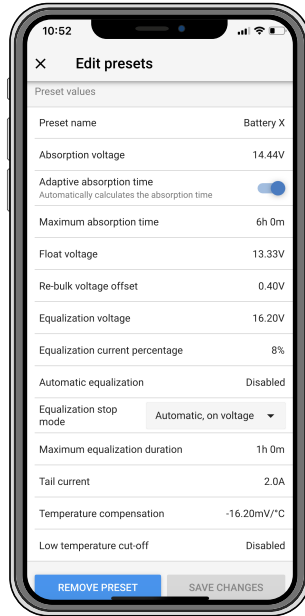 10:52
Edit presets
Preset values
Preset name Battery X
Absorption voltage 14.44V
Adaptive absorption time
Automatically calculates the absorption time
Maximum absorption time 6h 0m
Float voltage 13.33V
Re-bulk voltage offset 0.40V
Equalization voltage 16.20V
Equalization current percentage 8%
Automatic equalization Disabled
Equalization stop
mode Automatic, on voltage
Maximum equalization duration 1h 0m
Tail current 2.0A
Temperature compensation -16.20mV/°C
Low temperature cut-off Disabled
REMOVE PRESET SAVE CHANGES